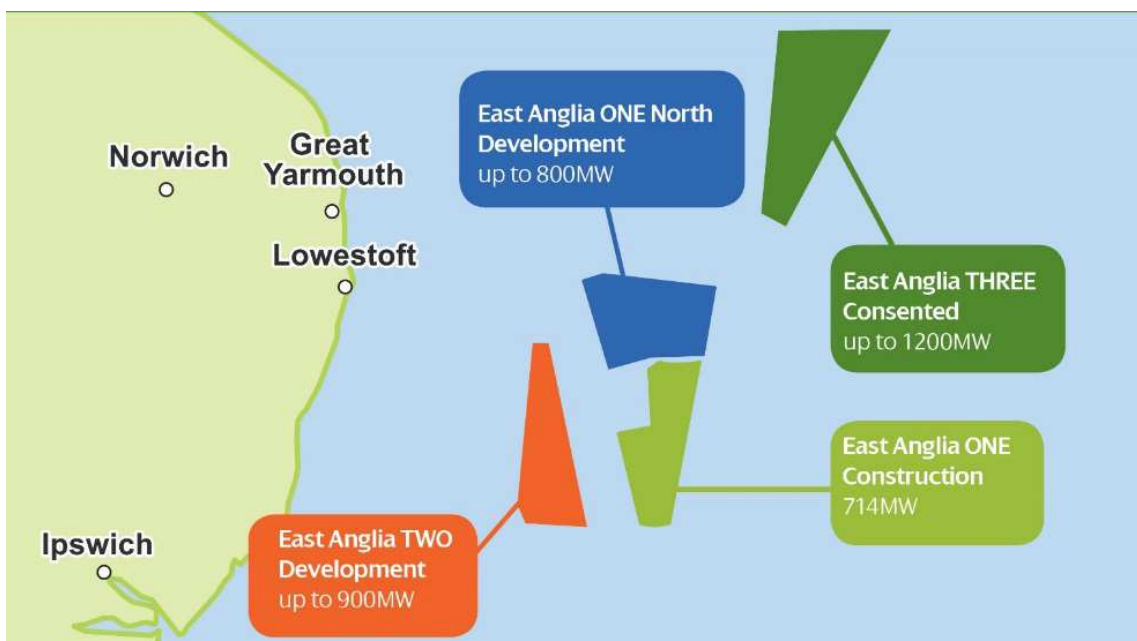 East Anglia ONE North
Development
up to 800MW
Norwich
Great
Yarmouth
Lowestoft
East Anglia THREE
Consented
up to 1200MW
East Anglia ONE
Construction
714MW
Ipswich
East Anglia TWO
Development
up to 900MW